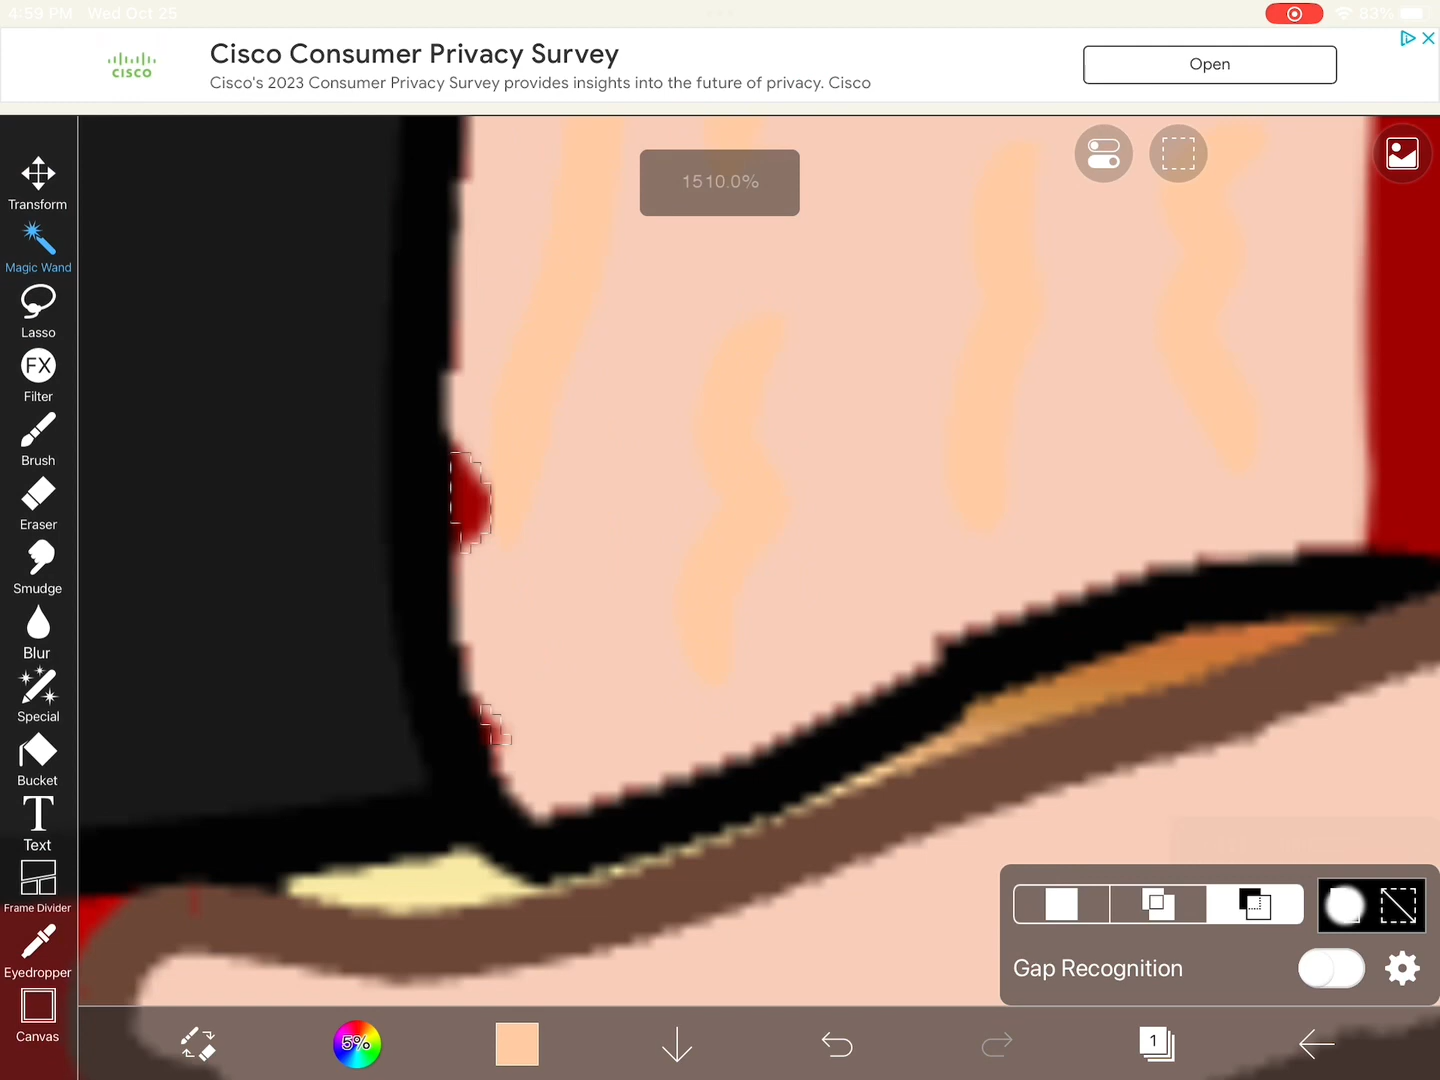 4:59 PM Wed Oct 25
83%
Cisco Consumer Privacy Survey
CISCO
Cisco's 2023 Consumer Privacy Survey provides insights into the future of privacy. Cisco
Open
1510.0%
Transform
Magic Wand
Lasso
FX
Filter
Brush
Eraser
Smudge
Blur
Special
Bucket
T
Text
Frame Divider
Eyedropper
Canvas
Gap Recognition
5%
1